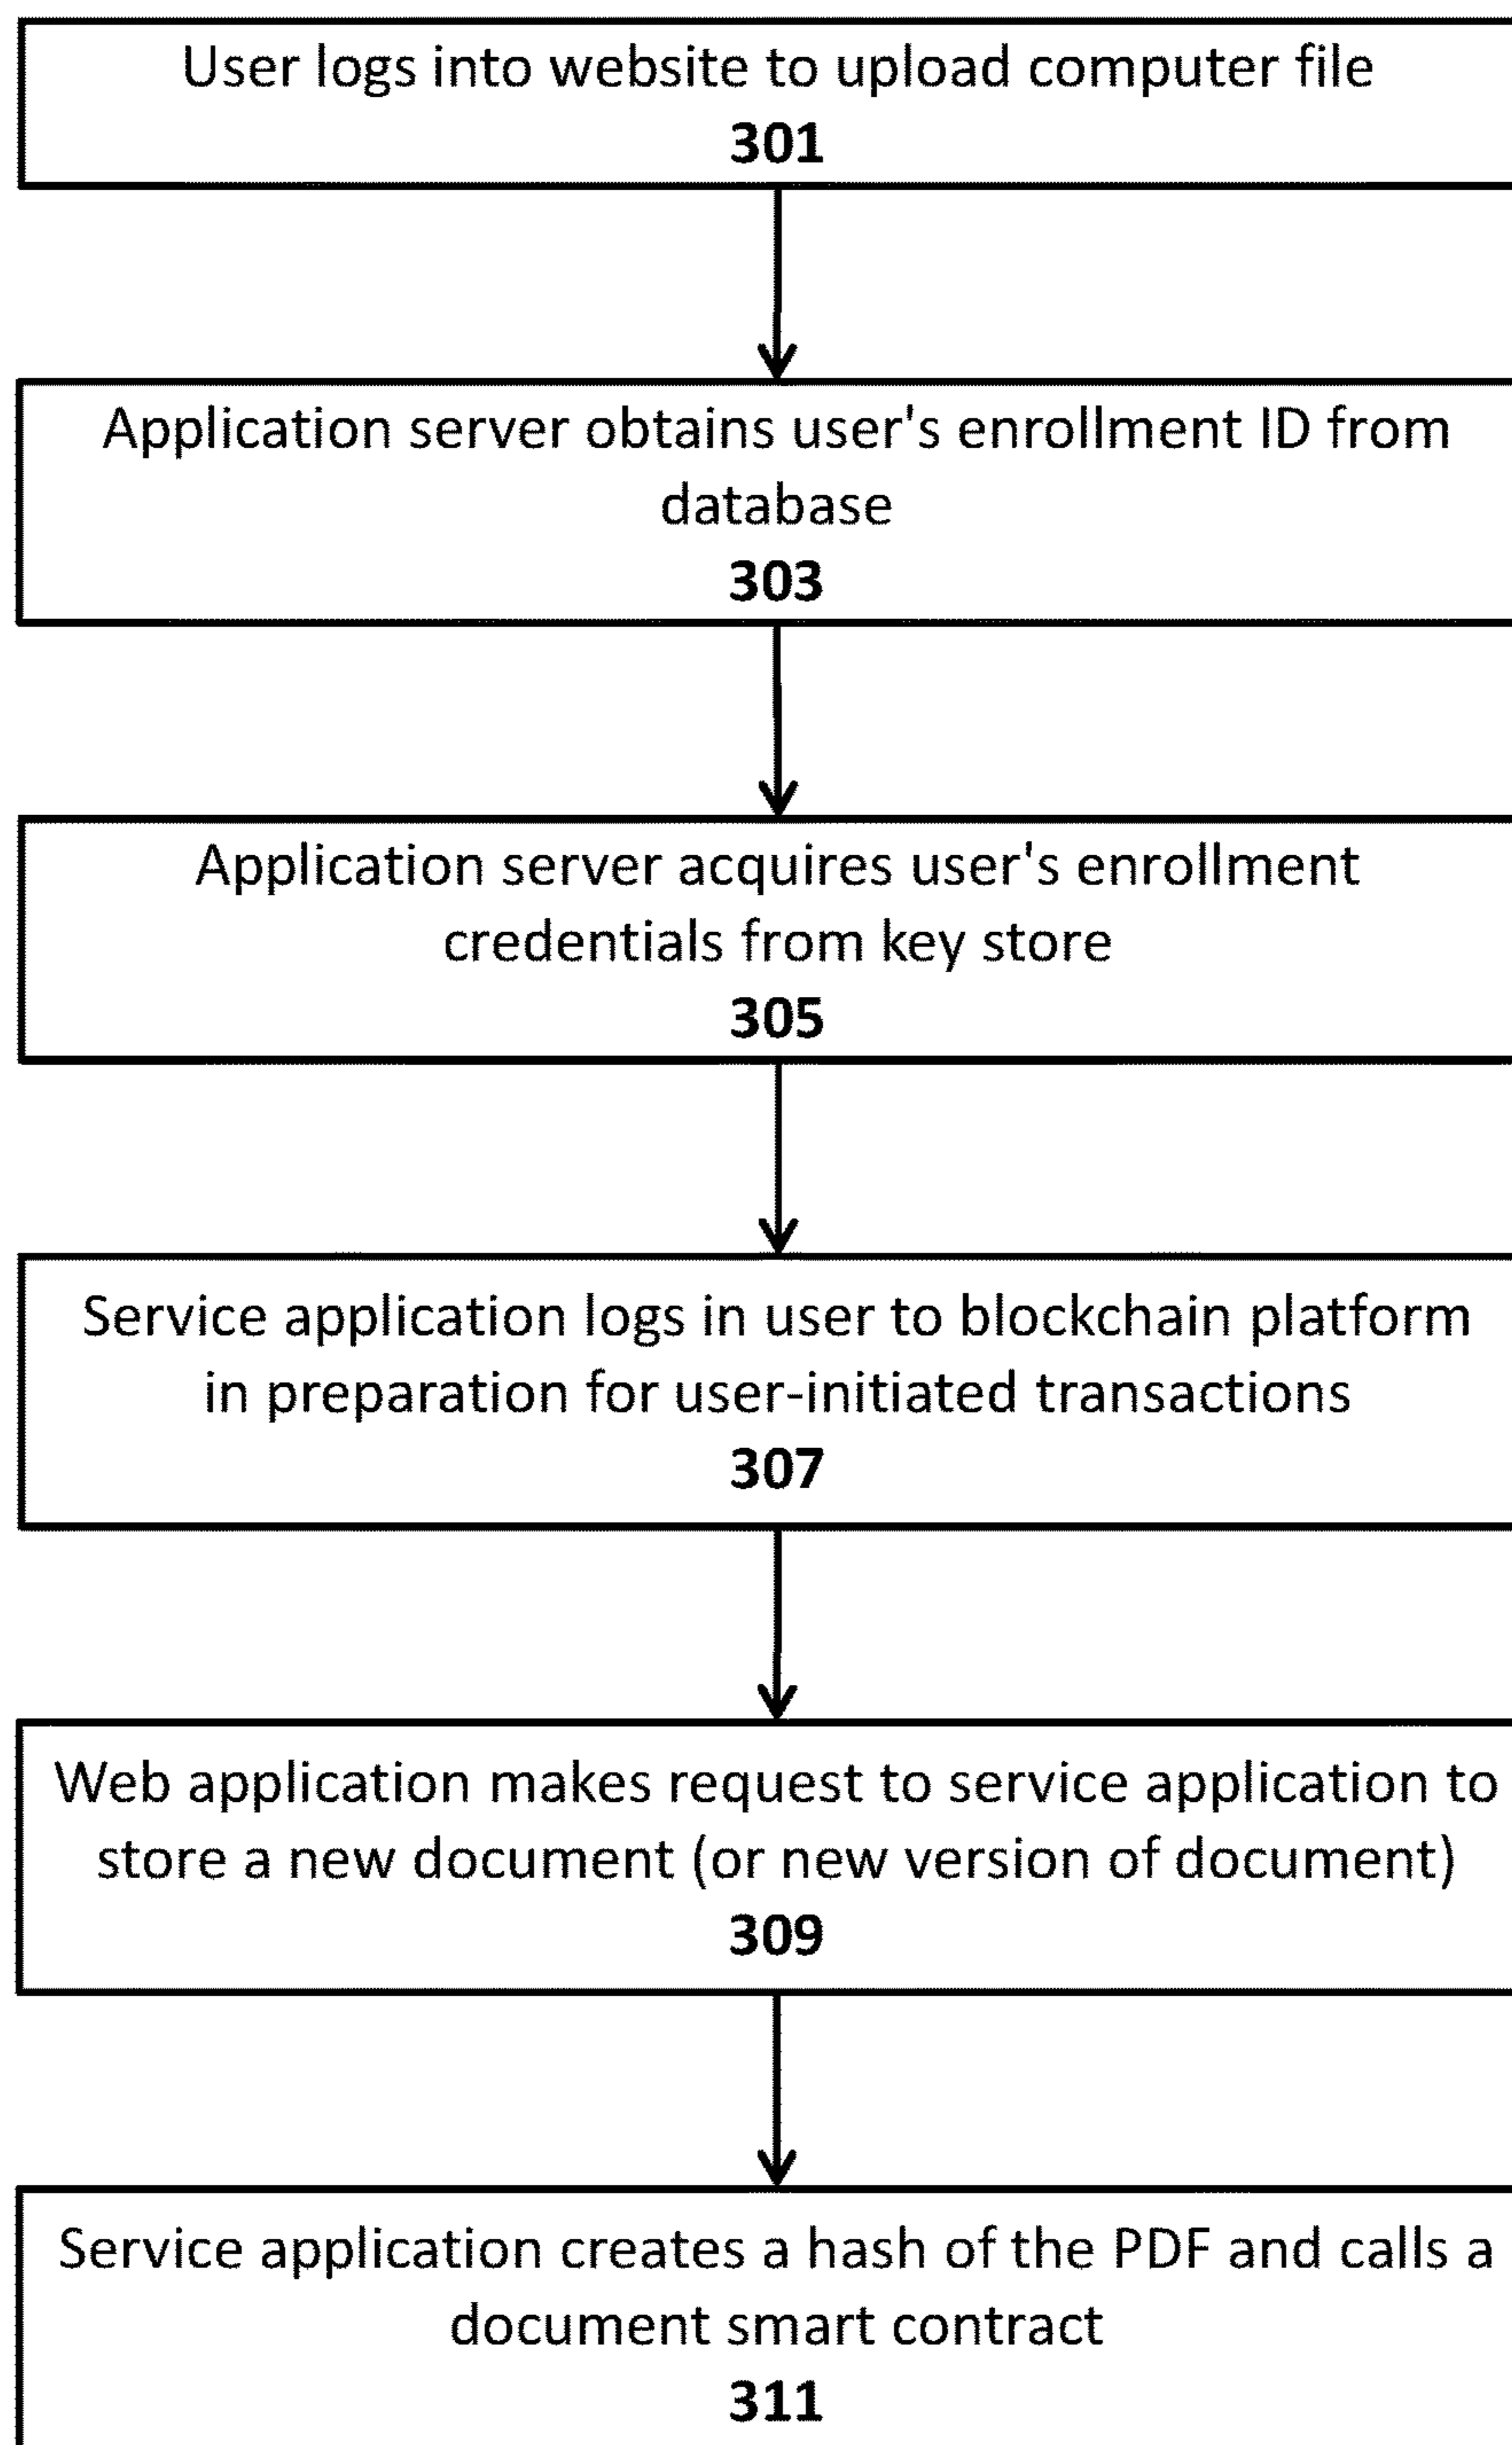 User logs into website to upload computer file
301
Application server obtains user's enrollment ID from
database
303
Application server acquires user's enrollment
credentials from key store
305
Service application logs in user to blockchain platform
in preparation for user-initiated transactions
307
Web application makes request to service application to
store a new document (or new version of document)
309
Service application creates a hash of the PDF and calls a
document smart contract
311